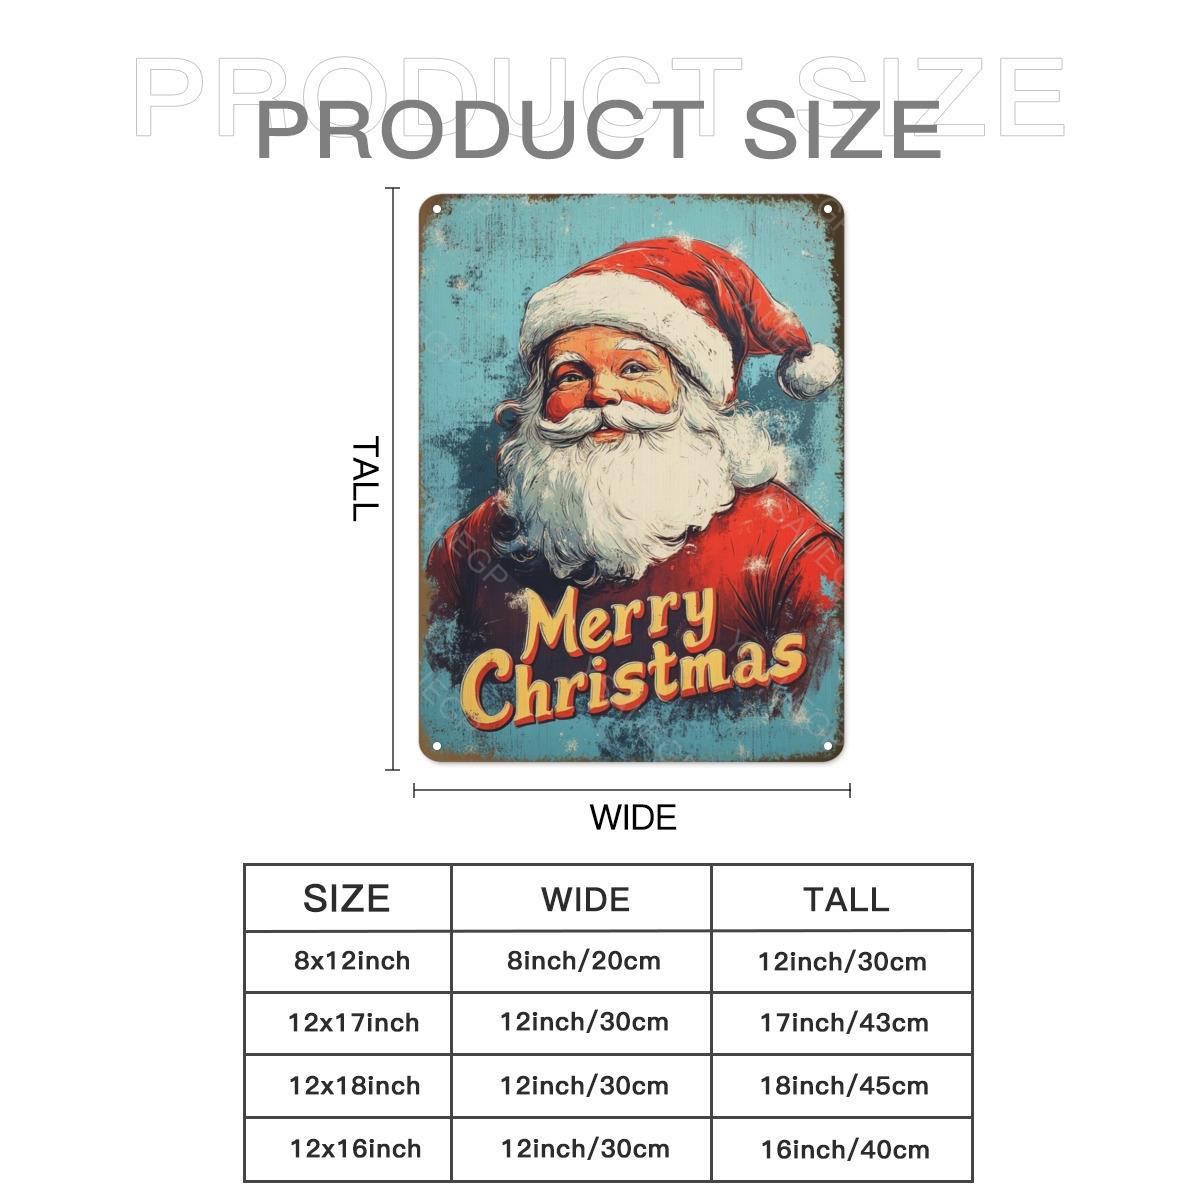 PRODUCT SIZE
PRODUCT SIZE
TALL
Merry
Christmas
WIDE
SIZE WIDE TALL
8x12inch 8inch/20cm 12inch/30cm
12x17inch 12inch/30cm 17inch/43cm
12x18inch 12inch/30cm 18inch/45cm
12x16inch 12inch/30cm 16inch/40cm